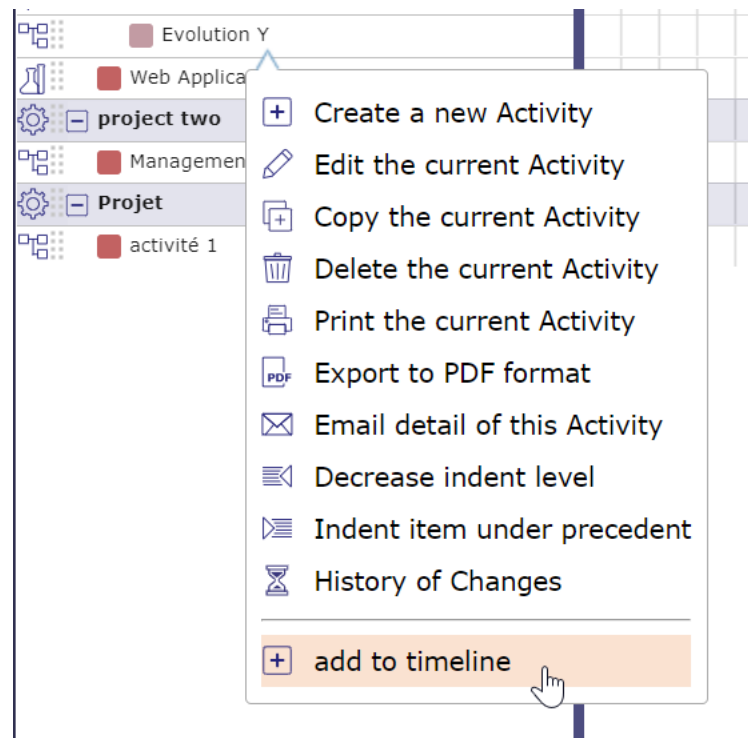 Evolution Y
Web Applica
project two
Managemen
Projet
activité 1
Create a new Activity
Edit the current Activity
Copy the current Activity
Delete the current Activity
Print the current Activity
PDF Export to PDF format
Email detail of this Activity
Decrease indent level
Indent item under precedent
History of Changes
add to timeline